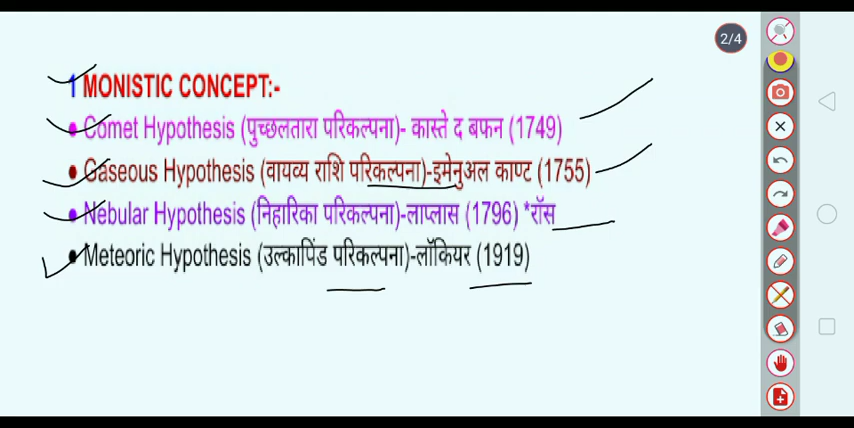 2/4
1 MONISTIC CONCEPT:-
• Comet Hypothesis (पुच्छलतारा परिकल्पना)- कास्ते द बफन (1749)
• Gaseous Hypothesis (वायव्य राशि परिकल्पना)-इमेनुअल काण्ट (1755)
• Nebular Hypothesis (निहारिका परिकल्पना)-लाप्लास (1796) *रॉस
• Meteoric Hypothesis (उल्कापिंड परिकल्पना)-लॉकियर (1919)